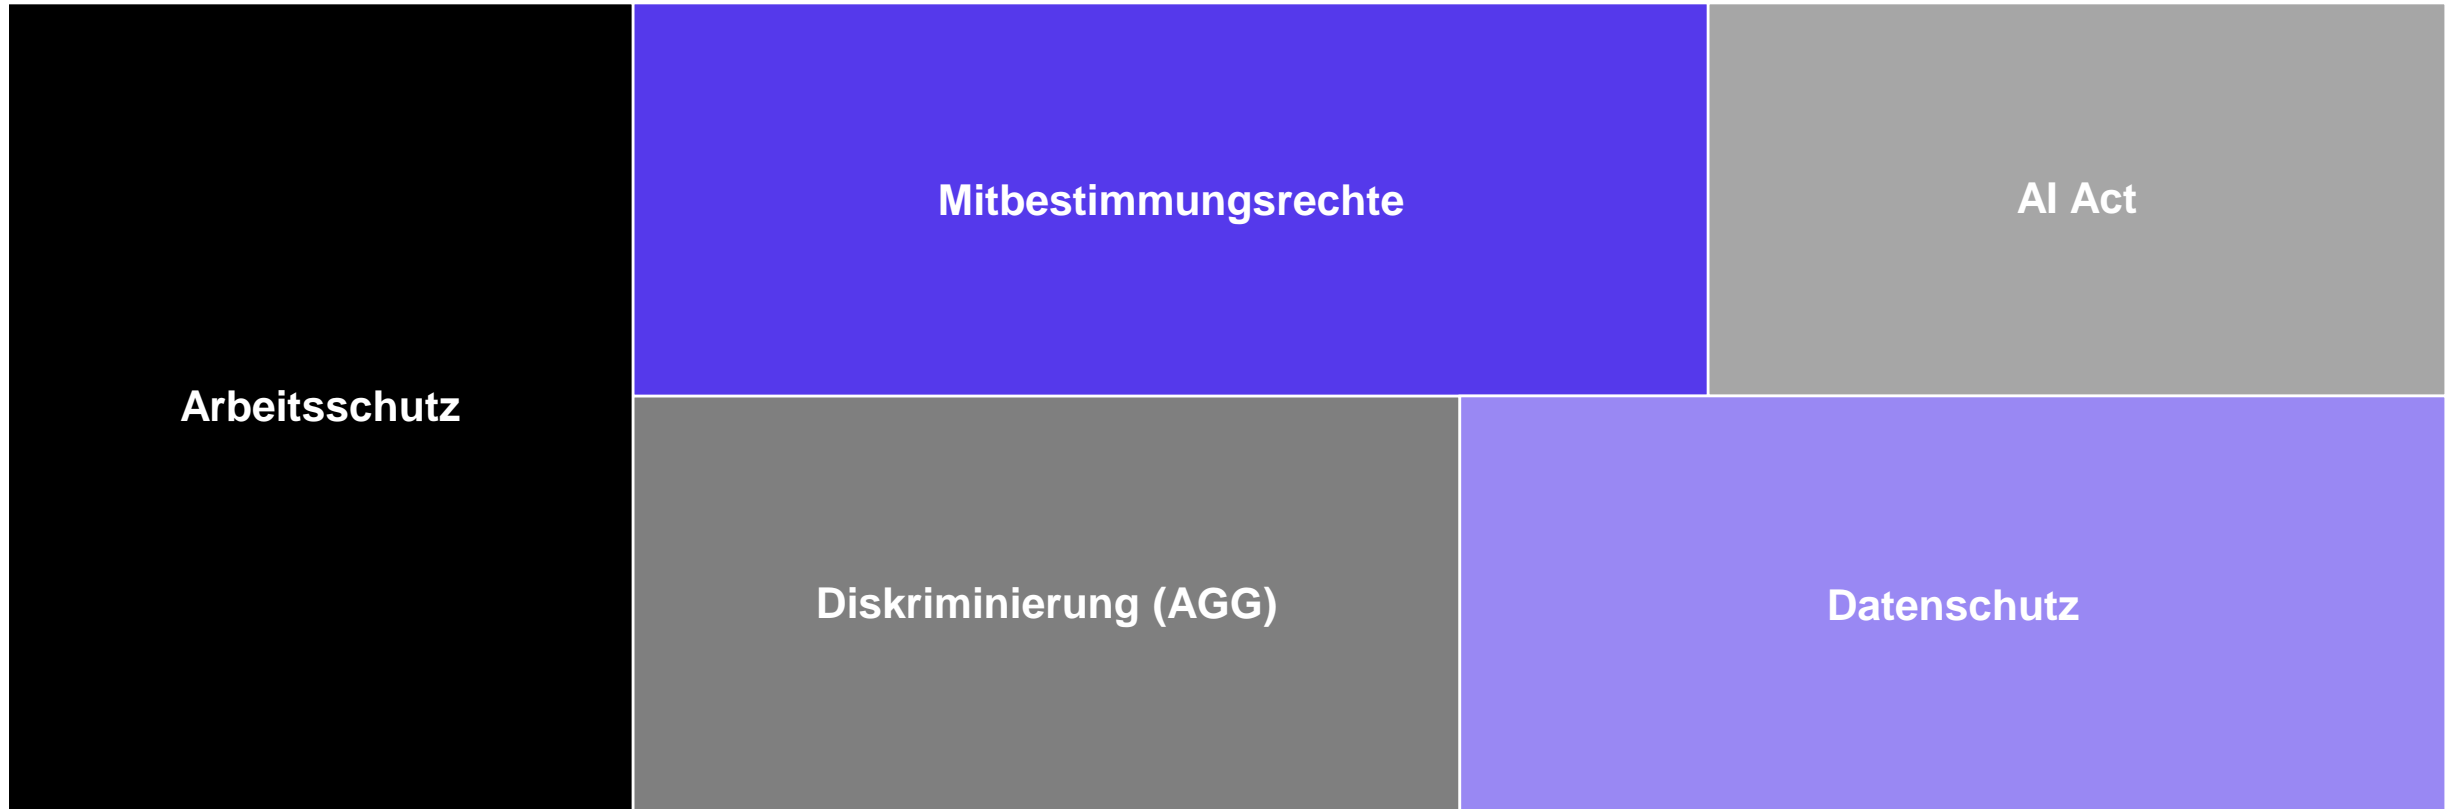 Arbeitsschutz
Mitbestimmungsrechte
AI Act
Diskriminierung (AGG)
Datenschutz